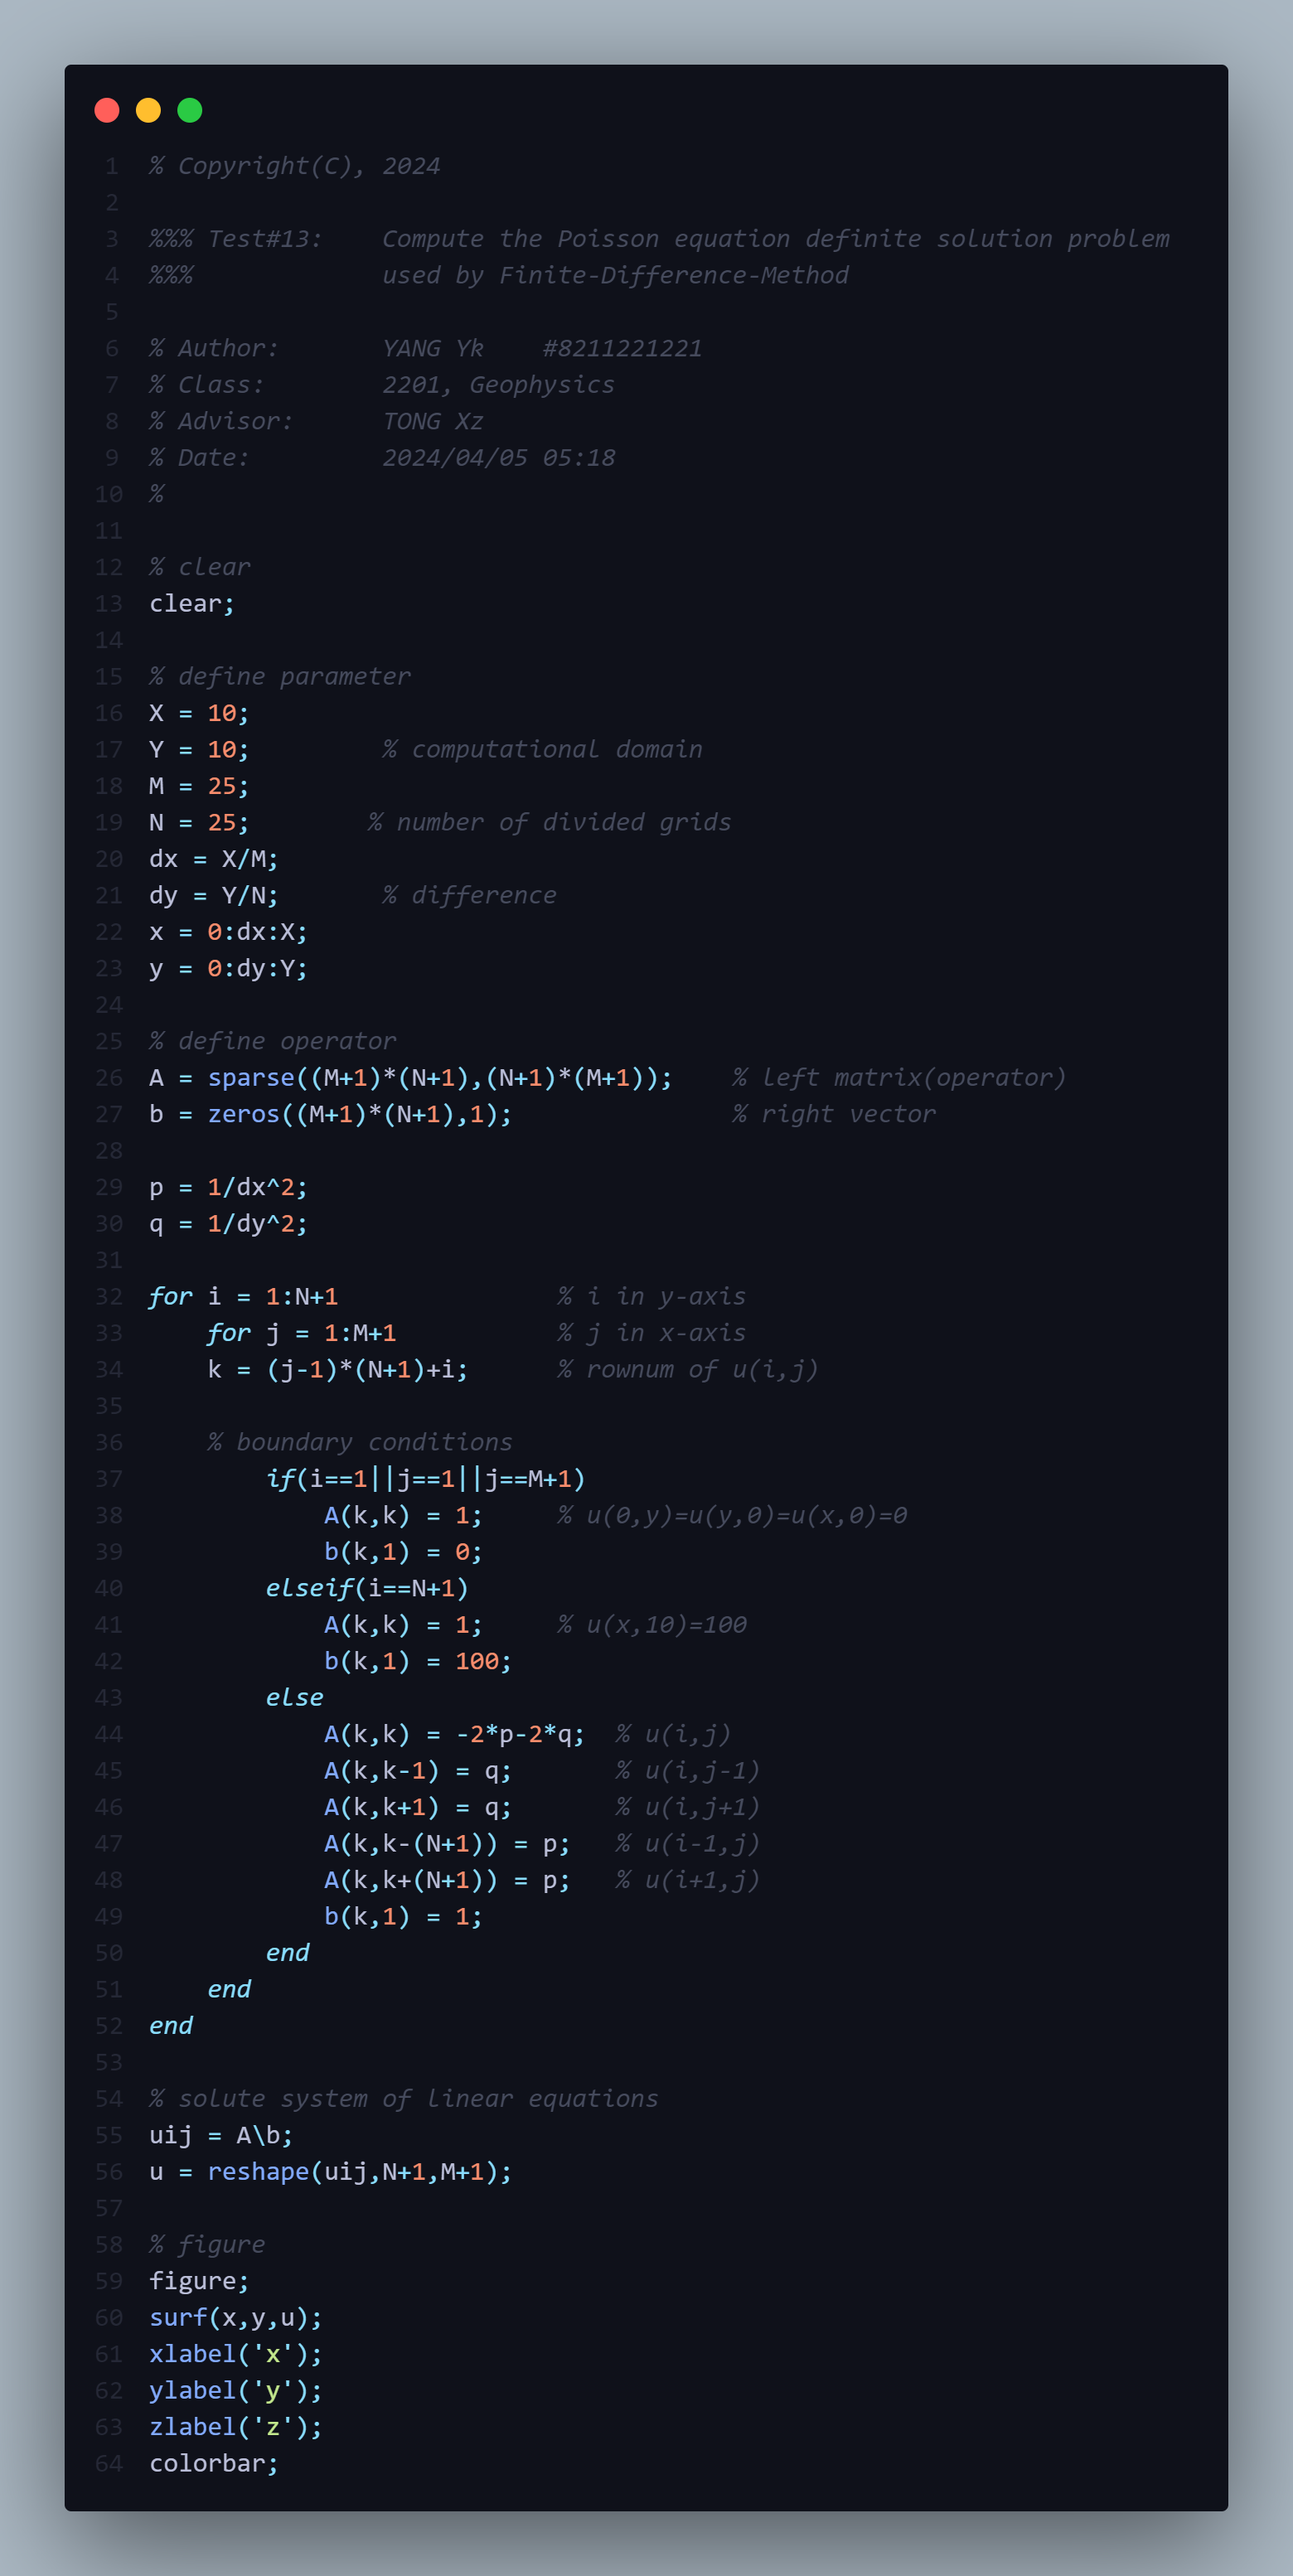 1 % Copyright(C), 2024
2
3 %%% Test#13:    Compute the Poisson equation definite solution problem
4 %%%             used by Finite-Difference-Method
5
6 % Author:       YANG Yk    #8211221221
7 % Class:        2201, Geophysics
8 % Advisor:      TONG Xz
9 % Date:         2024/04/05 05:18
10 %
11
12 % clear
13 clear;
14
15 % define parameter
16 X = 10;
17 Y = 10;         % computational domain
18 M = 25;
19 N = 25;        % number of divided grids
20 dx = X/M;
21 dy = Y/N;       % difference
22 x = 0:dx:X;
23 y = 0:dy:Y;
24
25 % define operator
26 A = sparse((M+1)*(N+1),(N+1)*(M+1));    % left matrix(operator)
27 b = zeros((M+1)*(N+1),1);               % right vector
28
29 p = 1/dx^2;
30 q = 1/dy^2;
31
32 for i = 1:N+1               % i in y-axis
33     for j = 1:M+1           % j in x-axis
34     k = (j-1)*(N+1)+i;      % rownum of u(i,j)
35
36     % boundary conditions
37         if(i==1||j==1||j==M+1)
38             A(k,k) = 1;     % u(0,y)=u(y,0)=u(x,0)=0
39             b(k,1) = 0;
40         elseif(i==N+1)
41             A(k,k) = 1;     % u(x,10)=100
42             b(k,1) = 100;
43         else
44             A(k,k) = -2*p-2*q;  % u(i,j)
45             A(k,k-1) = q;       % u(i,j-1)
46             A(k,k+1) = q;       % u(i,j+1)
47             A(k,k-(N+1)) = p;   % u(i-1,j)
48             A(k,k+(N+1)) = p;   % u(i+1,j)
49             b(k,1) = 1;
50         end
51     end
52 end
53
54 % solute system of linear equations
55 uij = A\b;
56 u = reshape(uij,N+1,M+1);
57
58 % figure
59 figure;
60 surf(x,y,u);
61 xlabel('x');
62 ylabel('y');
63 zlabel('z');
64 colorbar;